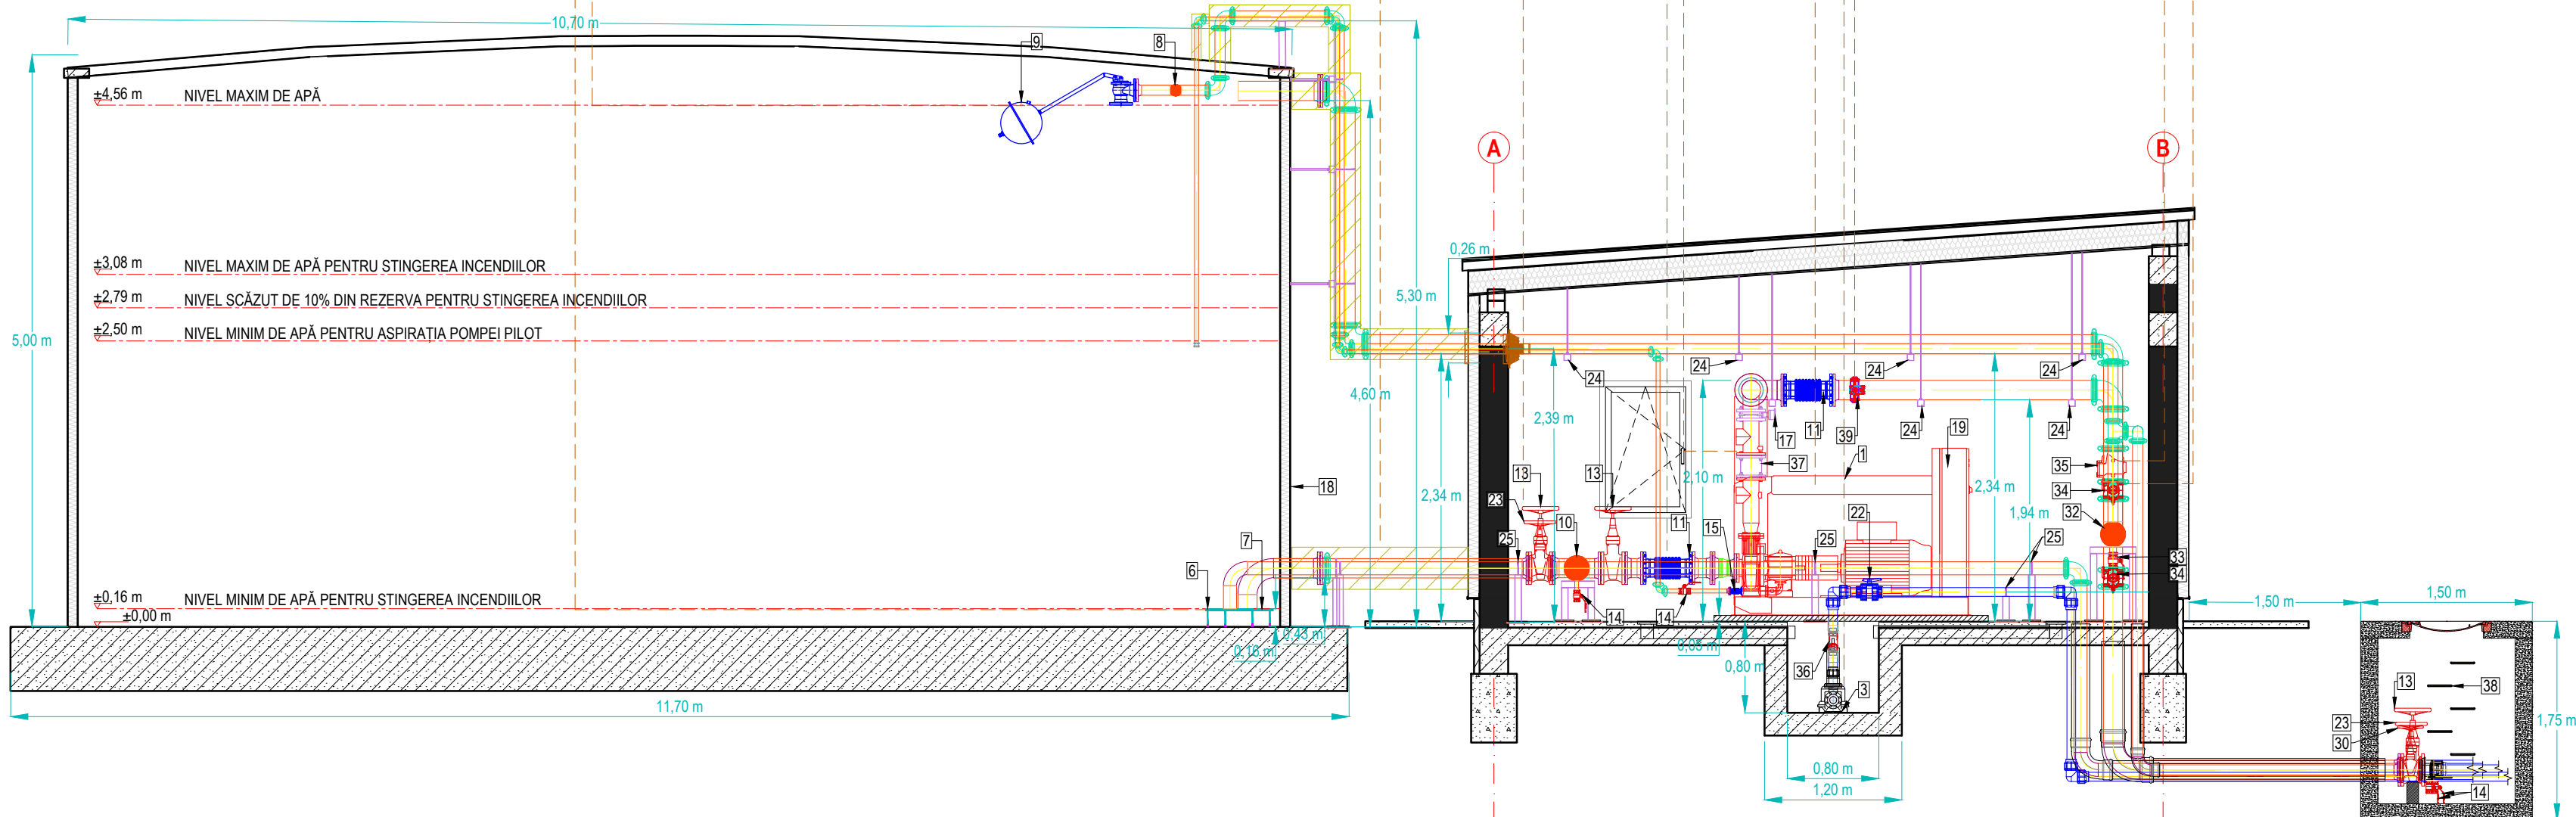 10,70 m
9
8
±4,56 m NIVEL MAXIM DE APĂ
A
B
5,00 m
±3,08 m NIVEL MAXIM DE APĂ PENTRU STINGEREA INCENDIILOR
±2,79 m NIVEL SCĂZUT DE 10% DIN REZERVA PENTRU STINGEREA INCENDIILOR
±2,50 m NIVEL MINIM DE APĂ PENTRU ASPIRAȚIA POMPEI PILOT
±0,16 m NIVEL MINIM DE APĂ PENTRU STINGEREA INCENDIILOR
±0,00 m
11,70 m
6
7
18
0,16 m
0,43 m
5,30 m
4,60 m
0,26 m
2,34 m
2,39 m
24
24
24
24
24
24
17
11
39
19
37
1
2,10 m
2,34 m
1,94 m
13
13
23
10
11
15
25
25
22
25
14
14
35
34
32
33
34
0,05 m
0,80 m
36
3
0,80 m
1,20 m
1,50 m
1,50 m
13
38
23
30
14
1,75 m